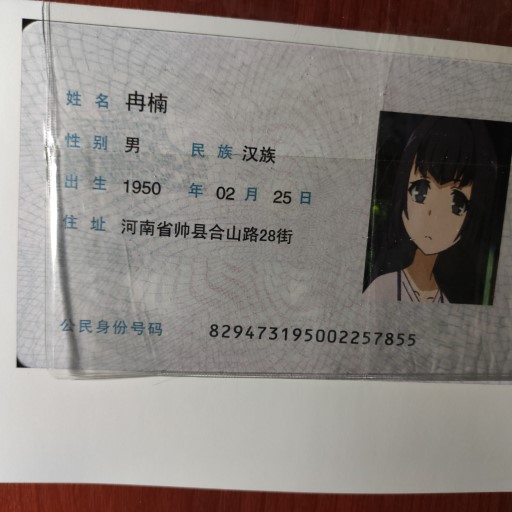 姓名 冉楠
性别 男 民族 汉族
出生 1950 年 02 月 25 日
住址 河南省帅县合山路28街
公民身份号码 829473195002257855